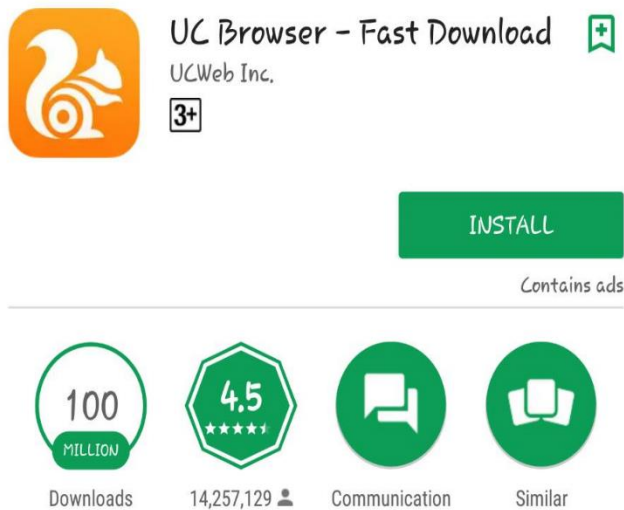 UC Browser – Fast Download
UCWeb Inc.
3+
INSTALL
Contains ads
100
MILLION
4.5
Downloads
14,257,129
Communication
Similar